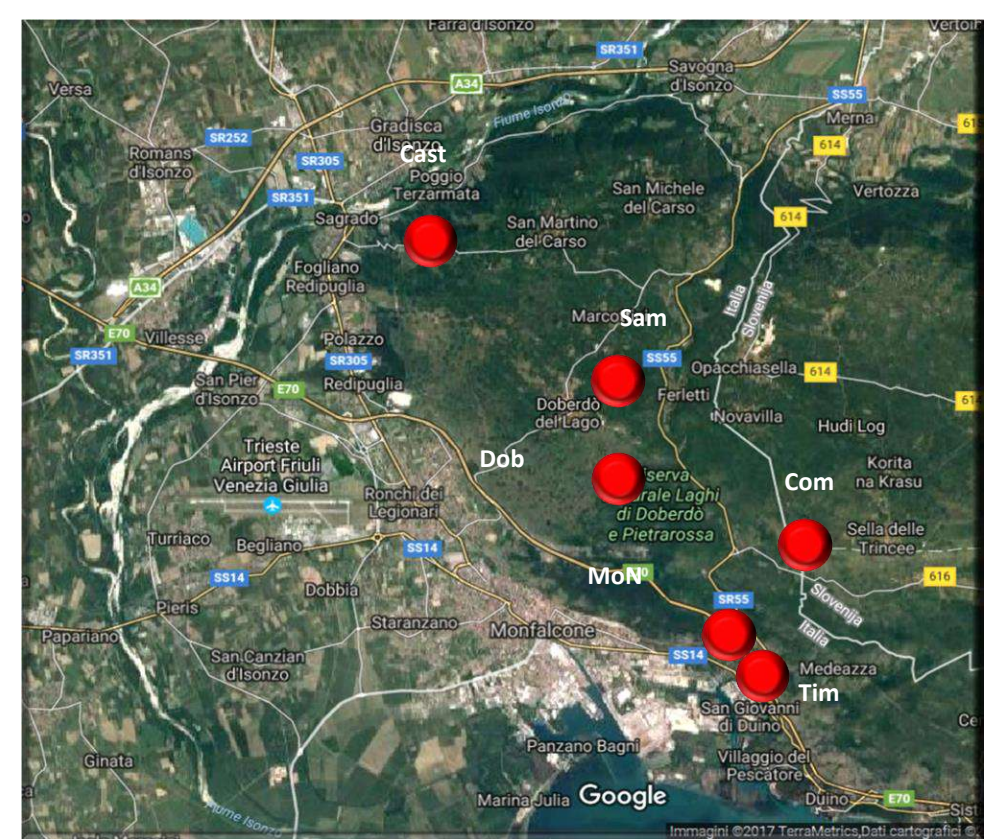 Farra d'Isonzo
SR351
Savogna
d'Isonzo
Versa
A34
SS55
Fiume Isonzo
Merna
SR252
Gradisca
d'Isonzo
614
Romans
d'Isonzo
SR305
Cast
Poggio
Terzarmata
SR351
San Michele
del Carso
Vertozza
Sagrado
San Martino
del Carso
614
Fogliano
Redipuglia
A34
Italia
Slovenija
Sam
E70
Villesse
Polazzo
SR351
SR305
SS55
Opacchiasella
614
San Pier
d'Isonzo
E70
Redipuglia
Ferletti
Doberdò
del Lago
Novavilla
Hudi Log
Trieste
Airport Friuli
Venezia Giulia
Dob
Korita
na Krasu
Com
Ronchi dei
Legionari
di Doberdò
e Pietrarossa
Sella delle
Trincee
Turriaco
Begliano
SS14
SS14
MoN
616
Dobbia
SR55
Slovenija
Pieris
Staranzano
Monfalcone
Italia
Papariano
SS14
San Canzian
d'Isonzo
Medeazza
Tim
San Giovanni
di Duino
Panzano Bagni
Villaggio del
Pescatore
Ginata
Marina Julia
Google
Duino
E70
Fiume Isonzo
Immagini ©2017 TerraMetrics,Dati cartografici ©